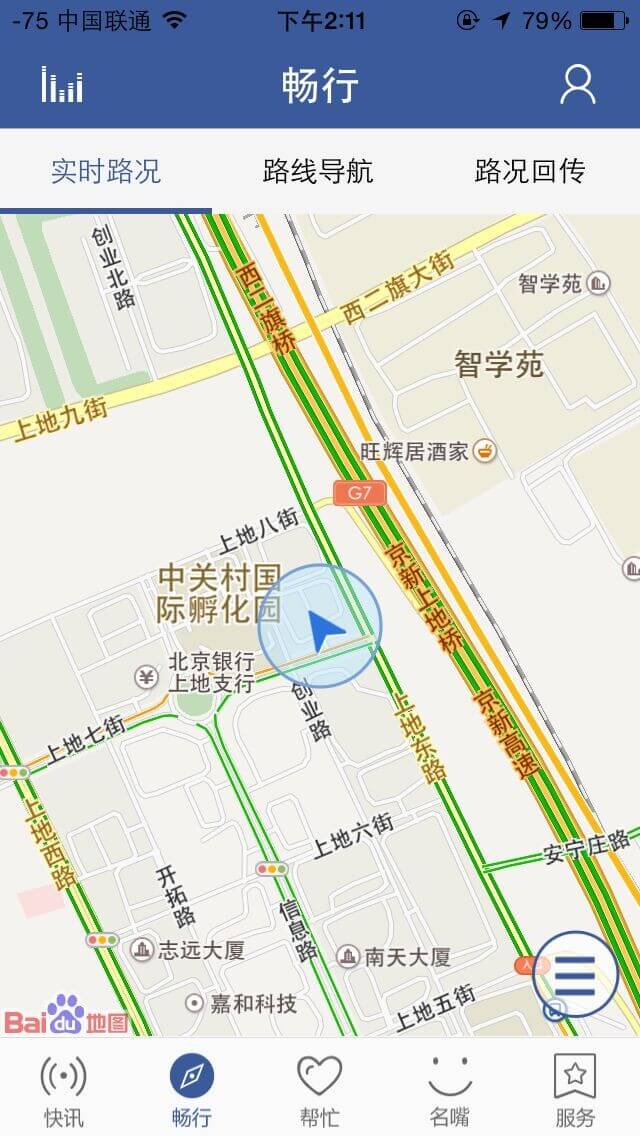 -75 中国联通
下午2:11
79%
畅行
实时路况
路线导航
路况回传
创业北路
西二旗桥
西二旗大街
智学苑
智学苑
上地九街
旺辉居酒家
G7
上地八街
京新上地桥
中关村国
际孵化园
北京银行
上地支行
创业路
上地七街
上地东路
京新高速
上地西路
上地六街
安宁庄路
开拓路
信息路
志远大厦
南天大厦
嘉和科技
上地五街
Bai du 地图
快讯
畅行
帮忙
名嘴
服务